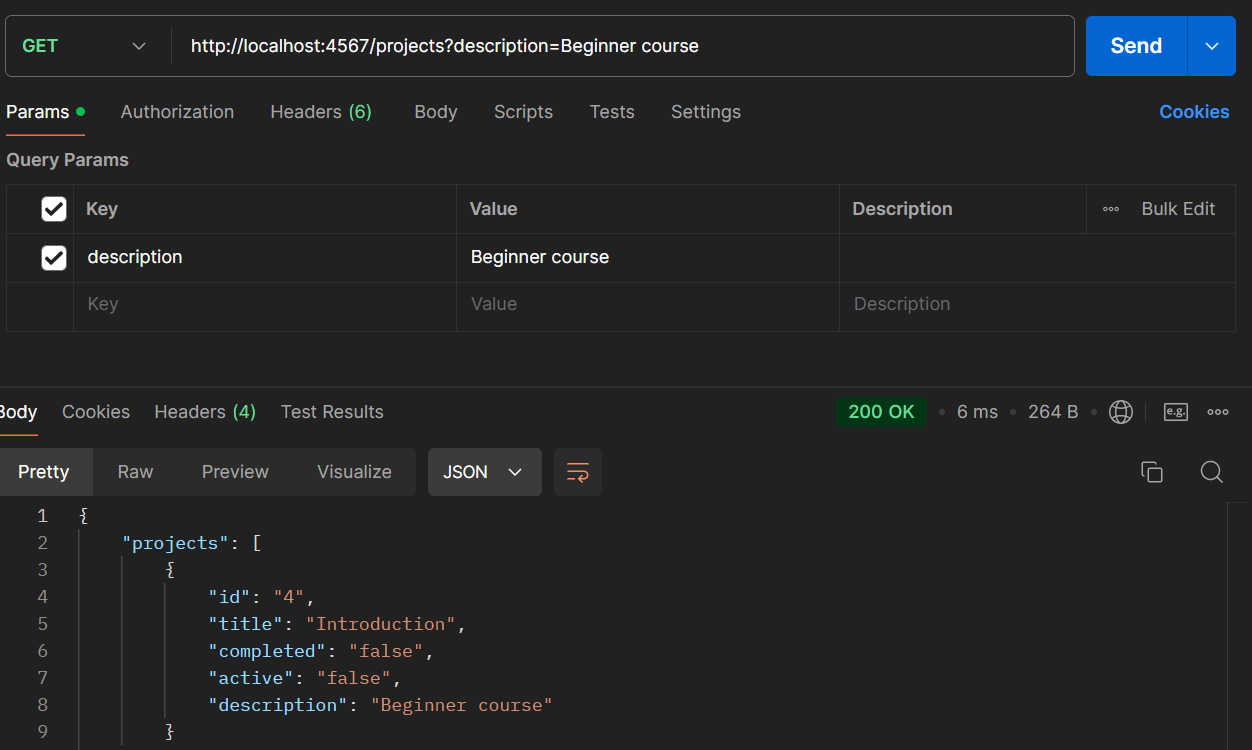 GET http://localhost:4567/projects?description=Beginner course Send
Params Authorization Headers (6) Body Scripts Tests Settings Cookies
Query Params
Key Value Description Bulk Edit
description Beginner course
Key Value Description
Body Cookies Headers (4) Test Results 200 OK 6 ms 264 B e.g.
Pretty Raw Preview Visualize JSON
1 {
2 "projects": [
3 {
4 "id": "4",
5 "title": "Introduction",
6 "completed": "false",
7 "active": "false",
8 "description": "Beginner course"
9 }